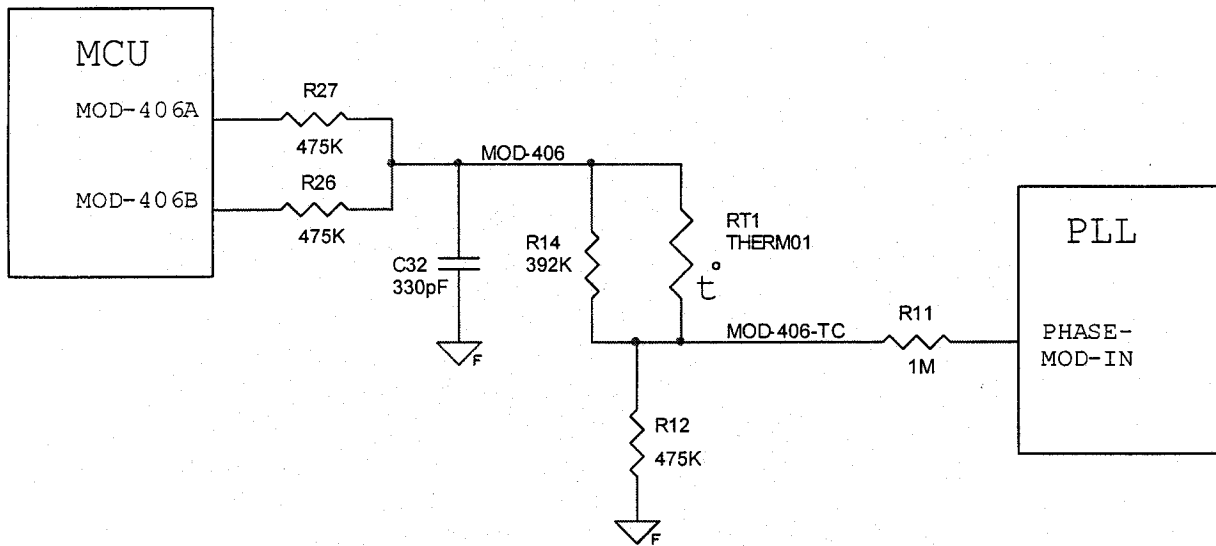 MCU
MOD-406A
R27
475K
MOD-406B
R26
475K
MOD-406
C32
330pF
F
R14
392K
RT1
THERM01
t°
MOD-406-TC
R12
475K
F
R11
1M
PLL
PHASE-
MOD-IN